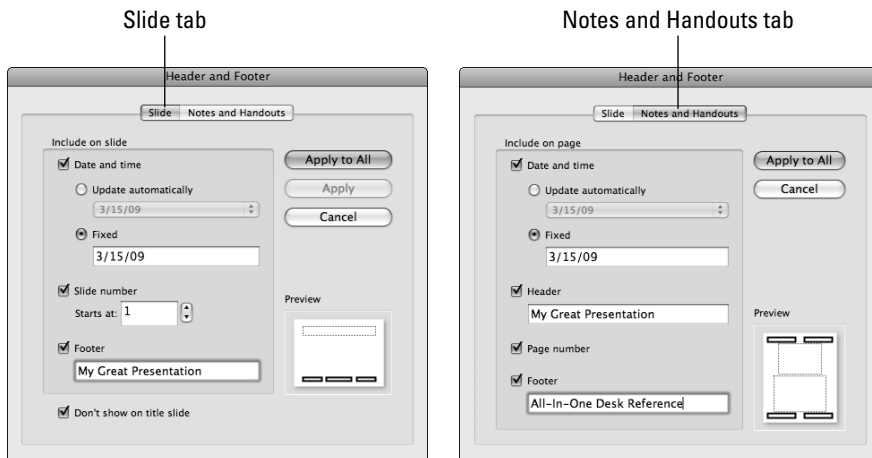 Slide tab
Header and Footer
Slide Notes and Handouts
Include on slide
Date and time
Update automatically
3/15/09
Fixed
3/15/09
Slide number
Starts at: 1
Footer
My Great Presentation
Don't show on title slide
Apply to All
Apply
Cancel
Preview
Notes and Handouts tab
Header and Footer
Slide Notes and Handouts
Include on page
Date and time
Update automatically
3/15/09
Fixed
3/15/09
Header
My Great Presentation
Page number
Footer
All-In-One Desk Reference
Apply to All
Cancel
Preview